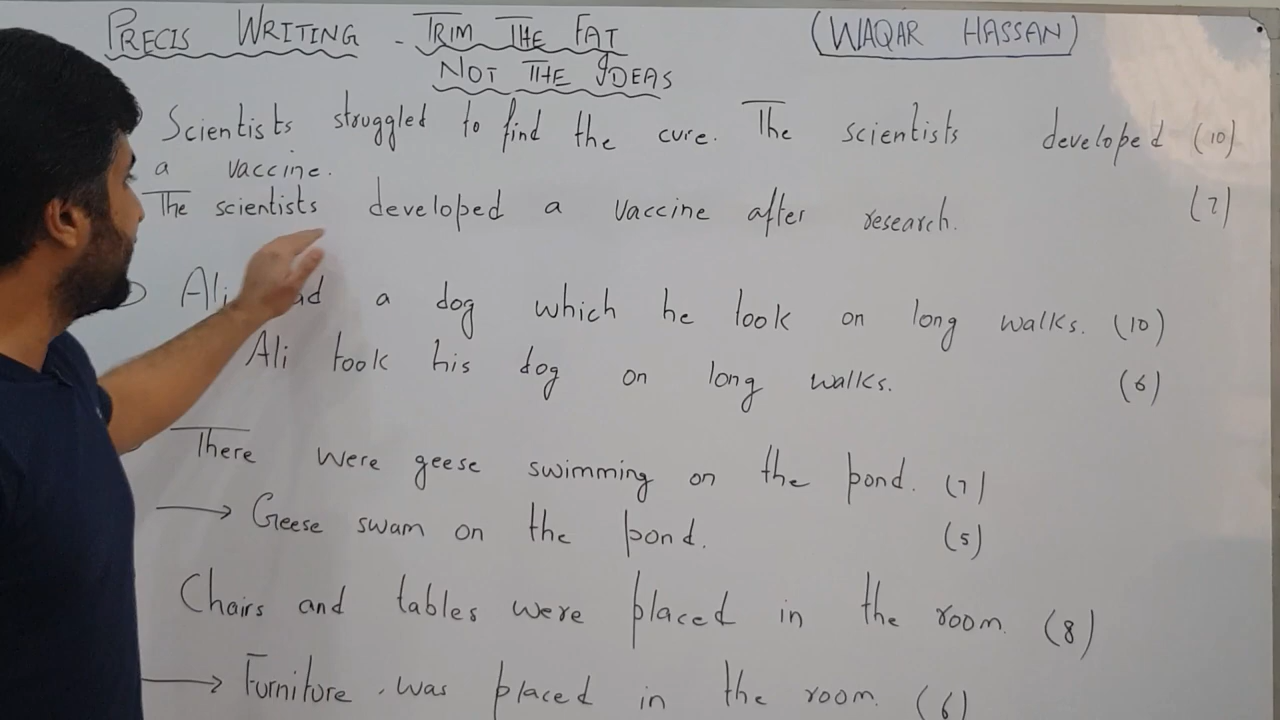 PRECIS WRITING - TRIM THE FAT (WAQAR HASSAN)
NOT THE IDEAS
Scientists struggled to find the cure. The scientists developed (10)
a vaccine.
The scientists developed a vaccine after research. (7)
Ali a dog which he took on long walks. (10)
Ali took his dog on long walks. (6)
There were geese swimming on the pond. (7)
→ Geese swam on the pond. (5)
Chairs and tables were placed in the room. (8)
→ Furniture was placed in the room. (6)